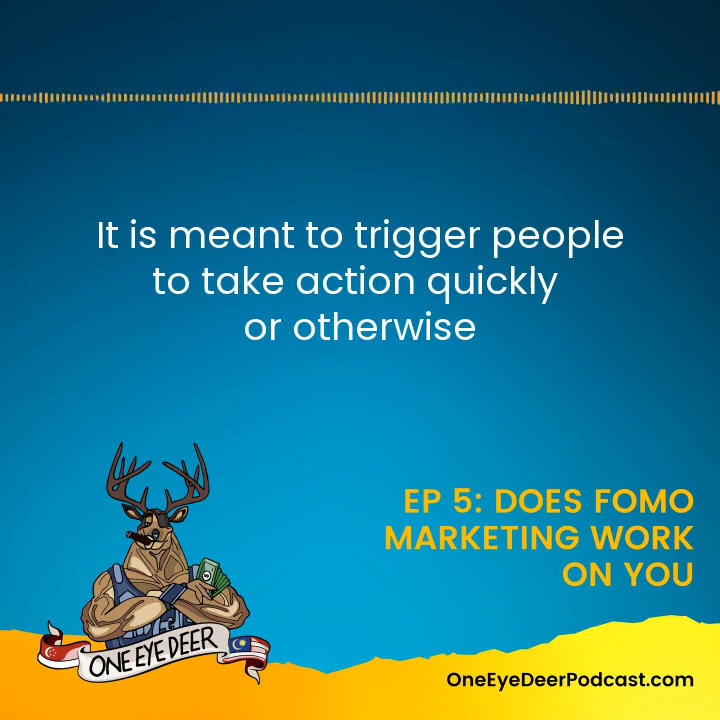 It is meant to trigger people
to take action quickly
or otherwise
EP 5: DOES FOMO
MARKETING WORK
ON YOU
ONE EYE DEER
OneEyeDeerPodcast.com